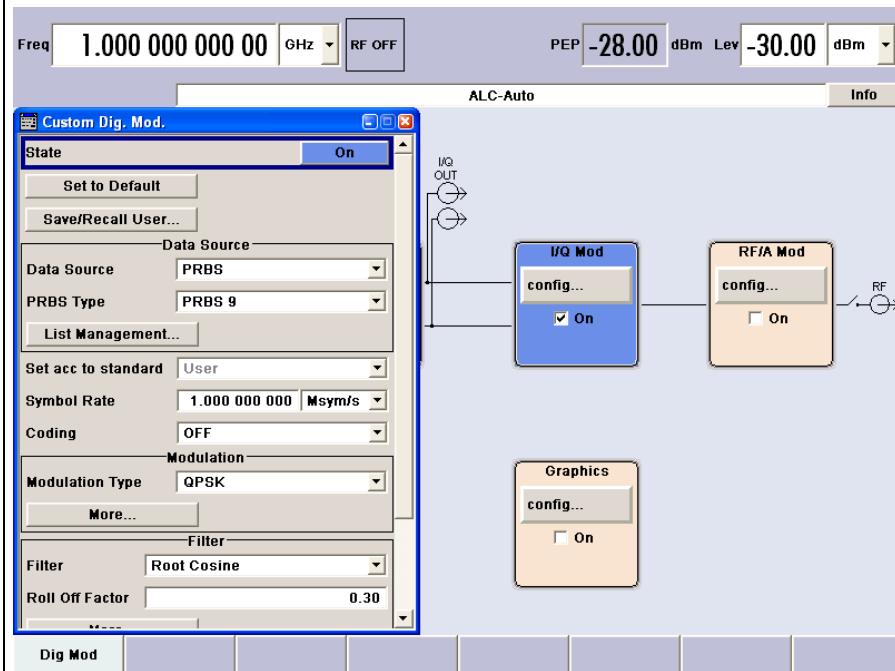 Freq 1.000 000 000 00 GHz RF OFF PEP -28.00 dBm Lev -30.00 dBm
ALC-Auto Info
Custom Dig. Mod.
State On
Set to Default
Save/Recall User...
Data Source
Data Source PRBS
PRBS Type PRBS 9
List Management...
Set acc to standard User
Symbol Rate 1.000 000 000 Msym/s
Coding OFF
Modulation
Modulation Type QPSK
More...
Filter
Filter Root Cosine
Roll Off Factor 0.30
I/Q
OUT
I/Q Mod
config...
On
RF/A Mod
config...
On
RF
Graphics
config...
On
Dig Mod